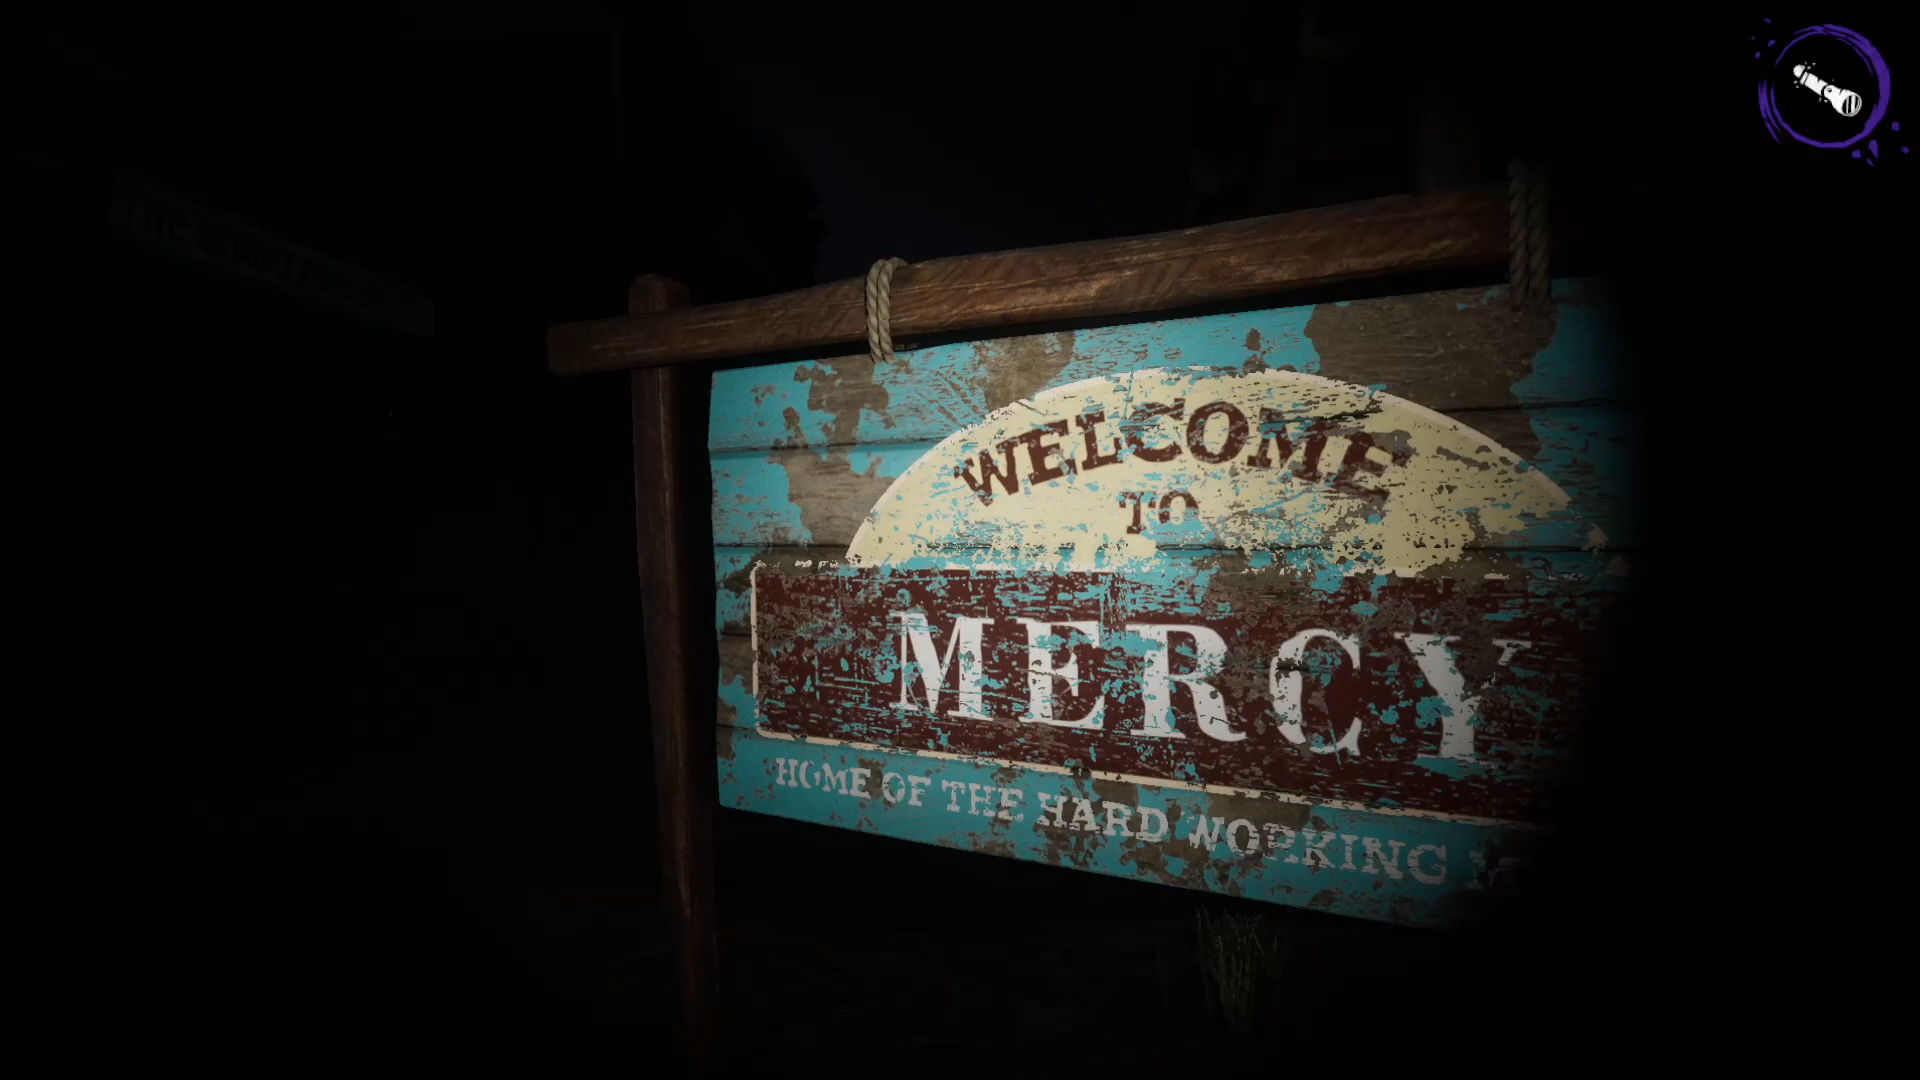 WELCOME
TO
MERCY
HOME OF THE HARD WORKING